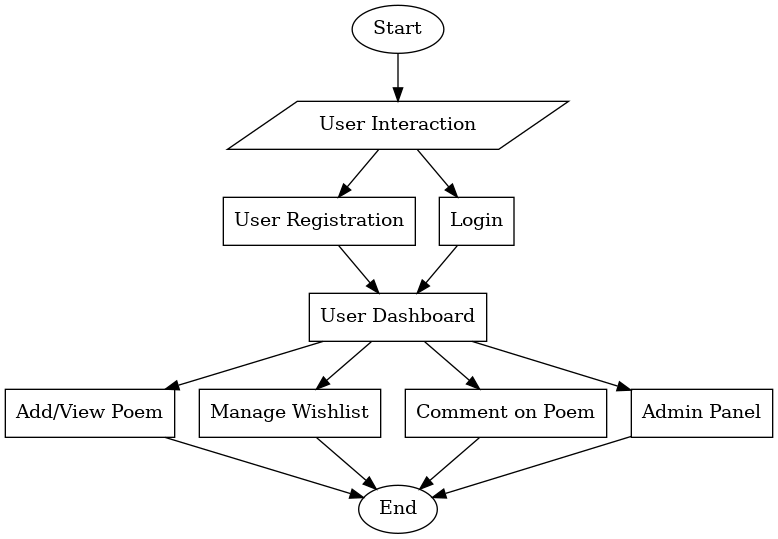 Start
User Interaction
User Registration
Login
User Dashboard
Add/View Poem
Manage Wishlist
Comment on Poem
Admin Panel
End